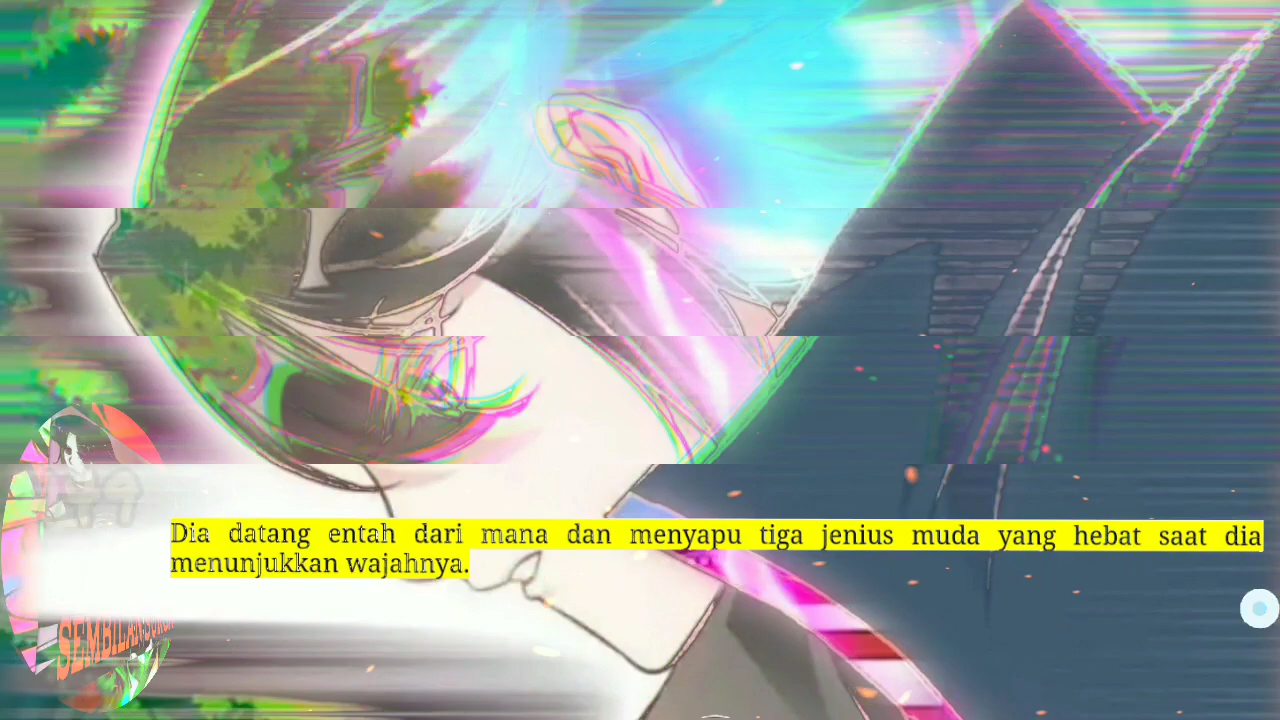 Dia datang entah dari mana dan menyapu tiga jenius muda yang hebat saat dia
menunjukkan wajahnya.